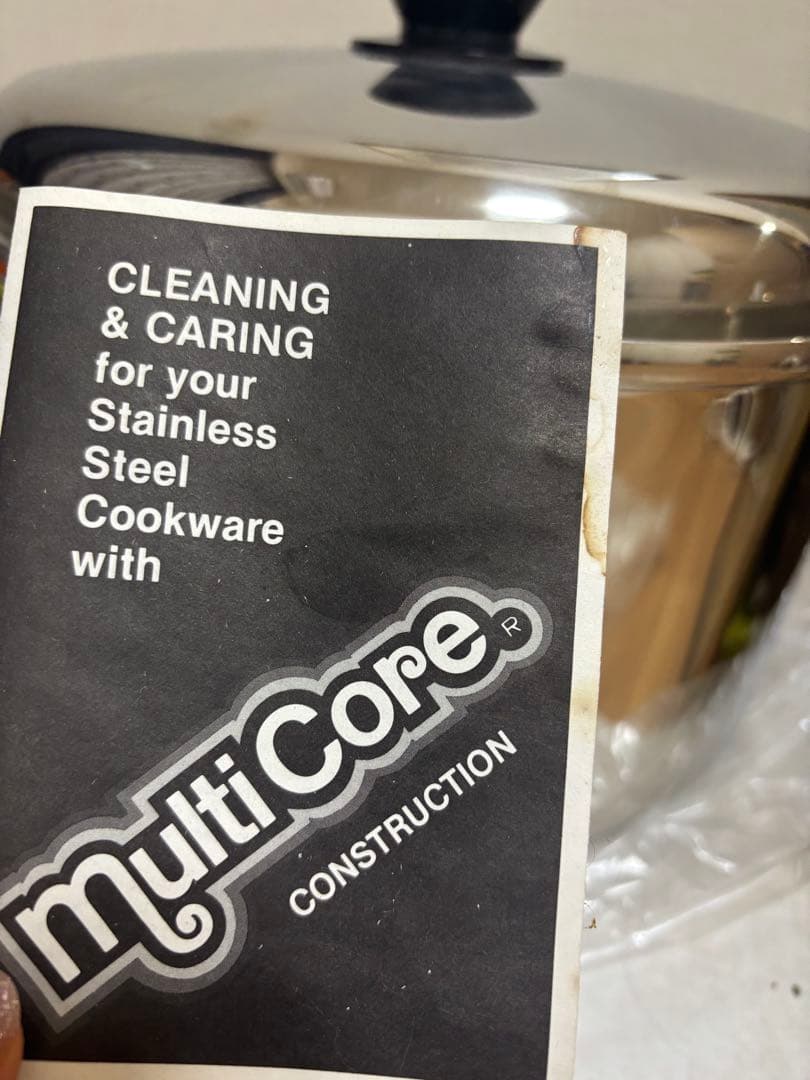 CLEANING
& CARING
for your
Stainless
Steel
Cookware
with
multiCore®
CONSTRUCTION